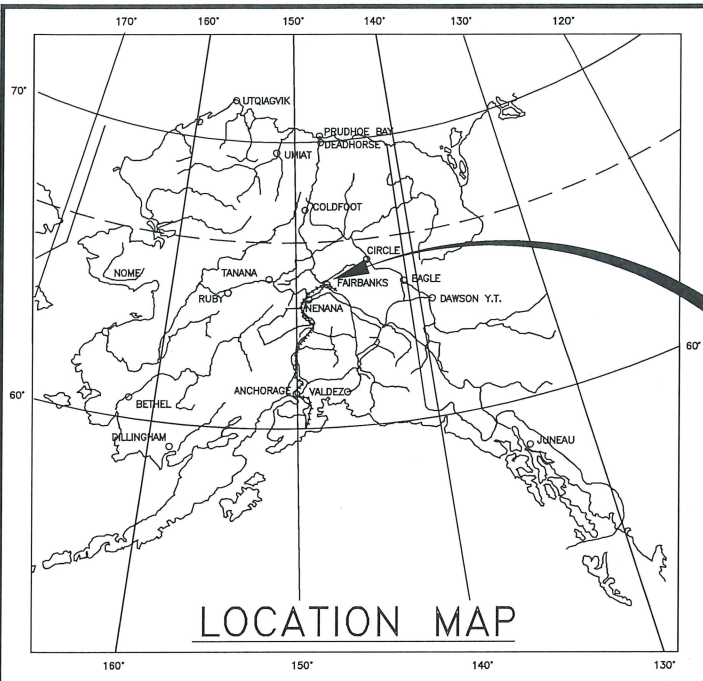 170° 160° 150° 140° 130° 120°
70°
UTQIAGVIK
PRUDHOE BAY
DEADHORSE
UMIAT
COLDFOOT
CIRCLE
NOME
TANANA
FAIRBANKS
EAGLE
RUBY
NENANA
DAWSON Y.T.
60°
60°
ANCHORAGE
VALDEZ
BETHEL
DILLINGHAM
JUNEAU
LOCATION MAP
160° 150° 140° 130°